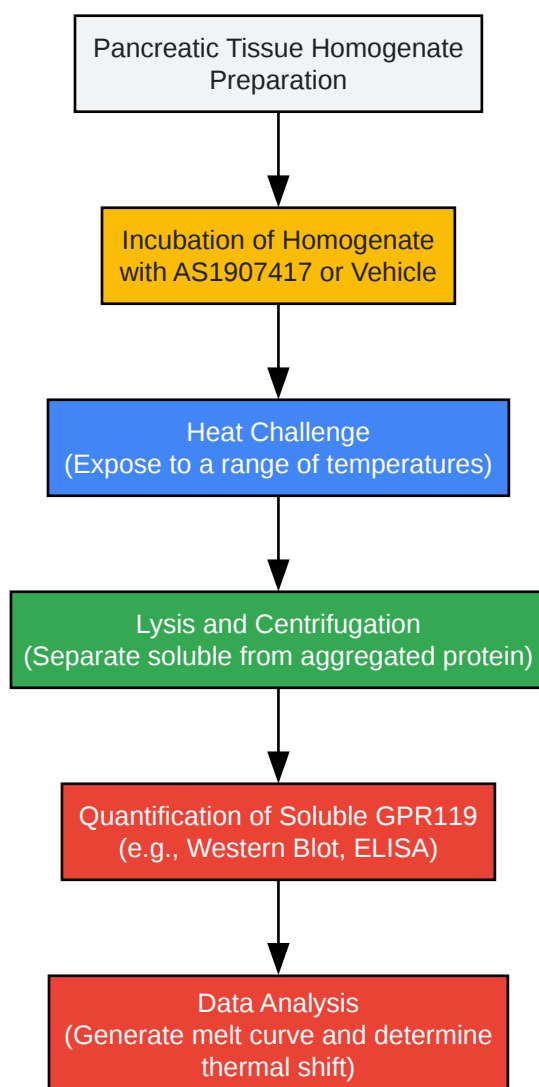 Pancreatic Tissue Homogenate
Preparation
Incubation of Homogenate
with AS1907417 or Vehicle
Heat Challenge
(Expose to a range of temperatures)
Lysis and Centrifugation
(Separate soluble from aggregated protein)
Quantification of Soluble GPR119
(e.g., Western Blot, ELISA)
Data Analysis
(Generate melt curve and determine
thermal shift)